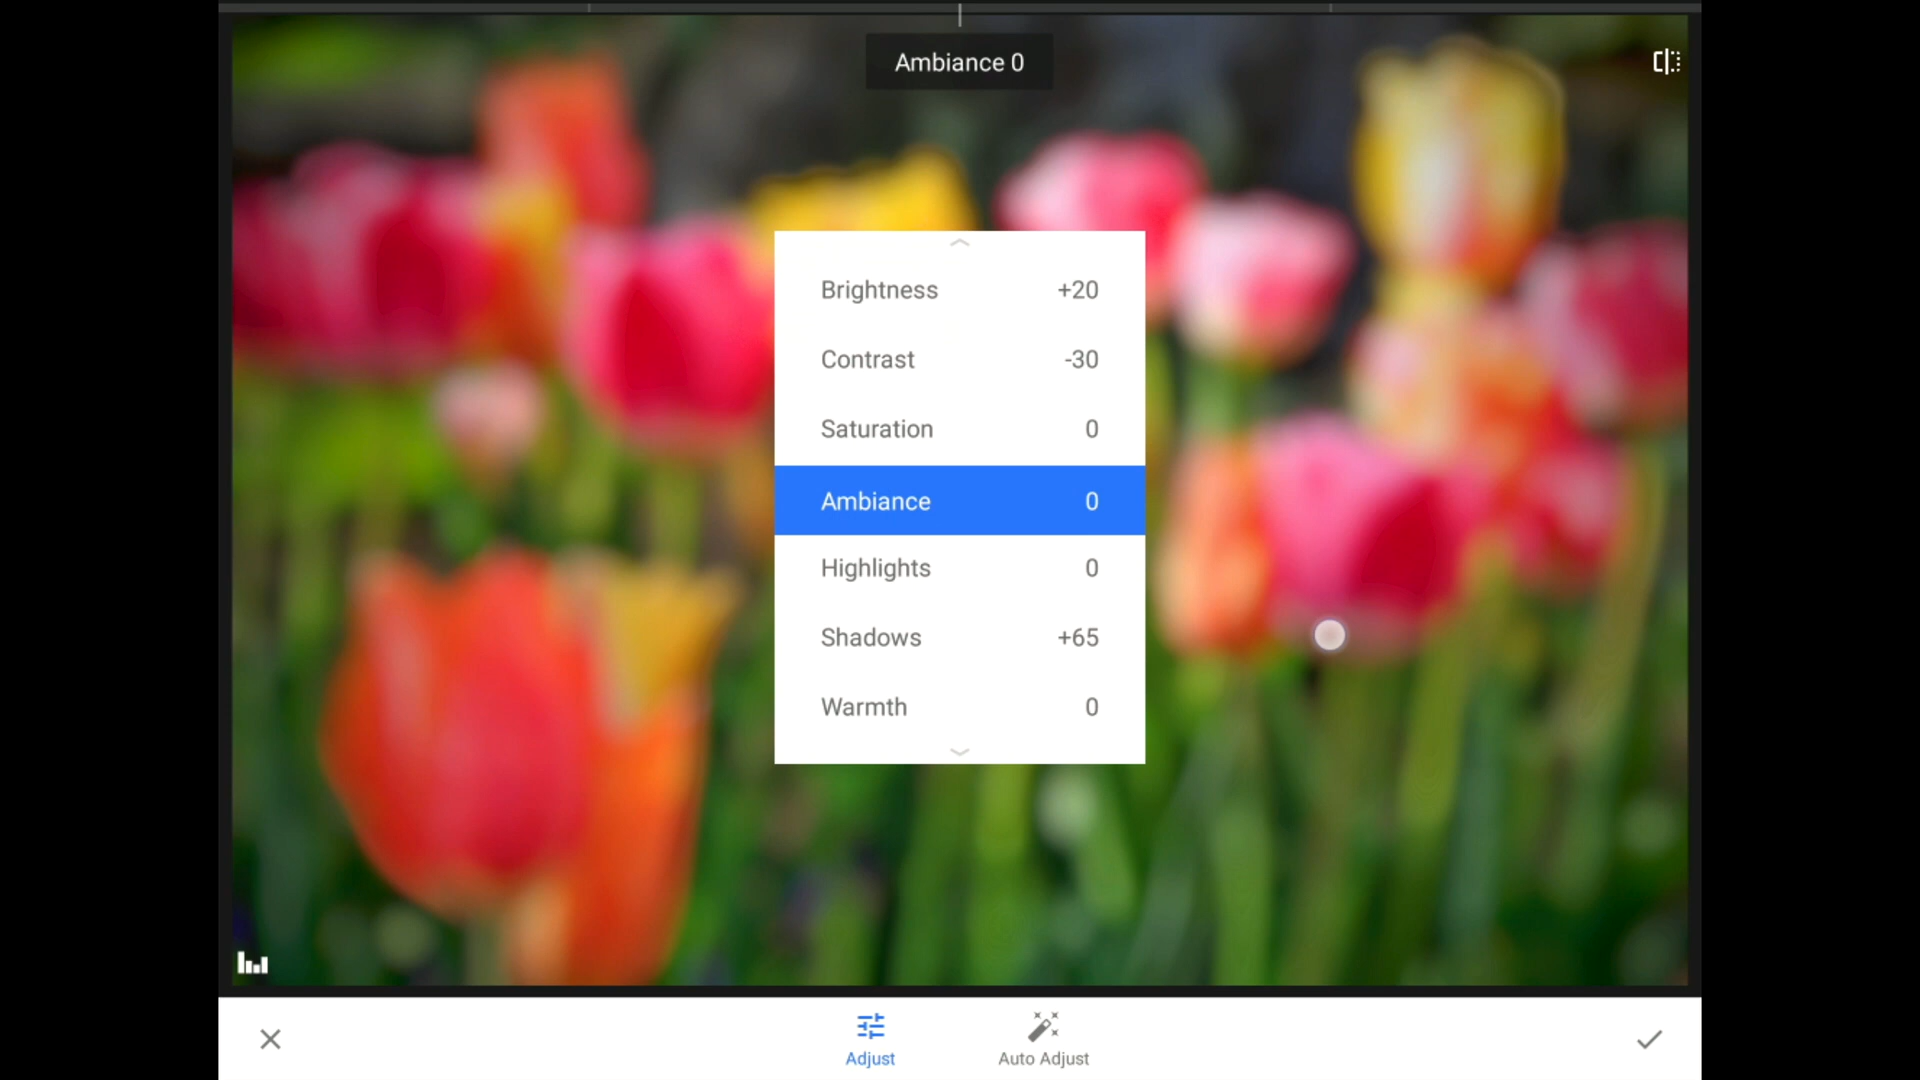 Ambiance 0
Brightness +20
Contrast -30
Saturation 0
Ambiance 0
Highlights 0
Shadows +65
Warmth 0
Adjust
Auto Adjust